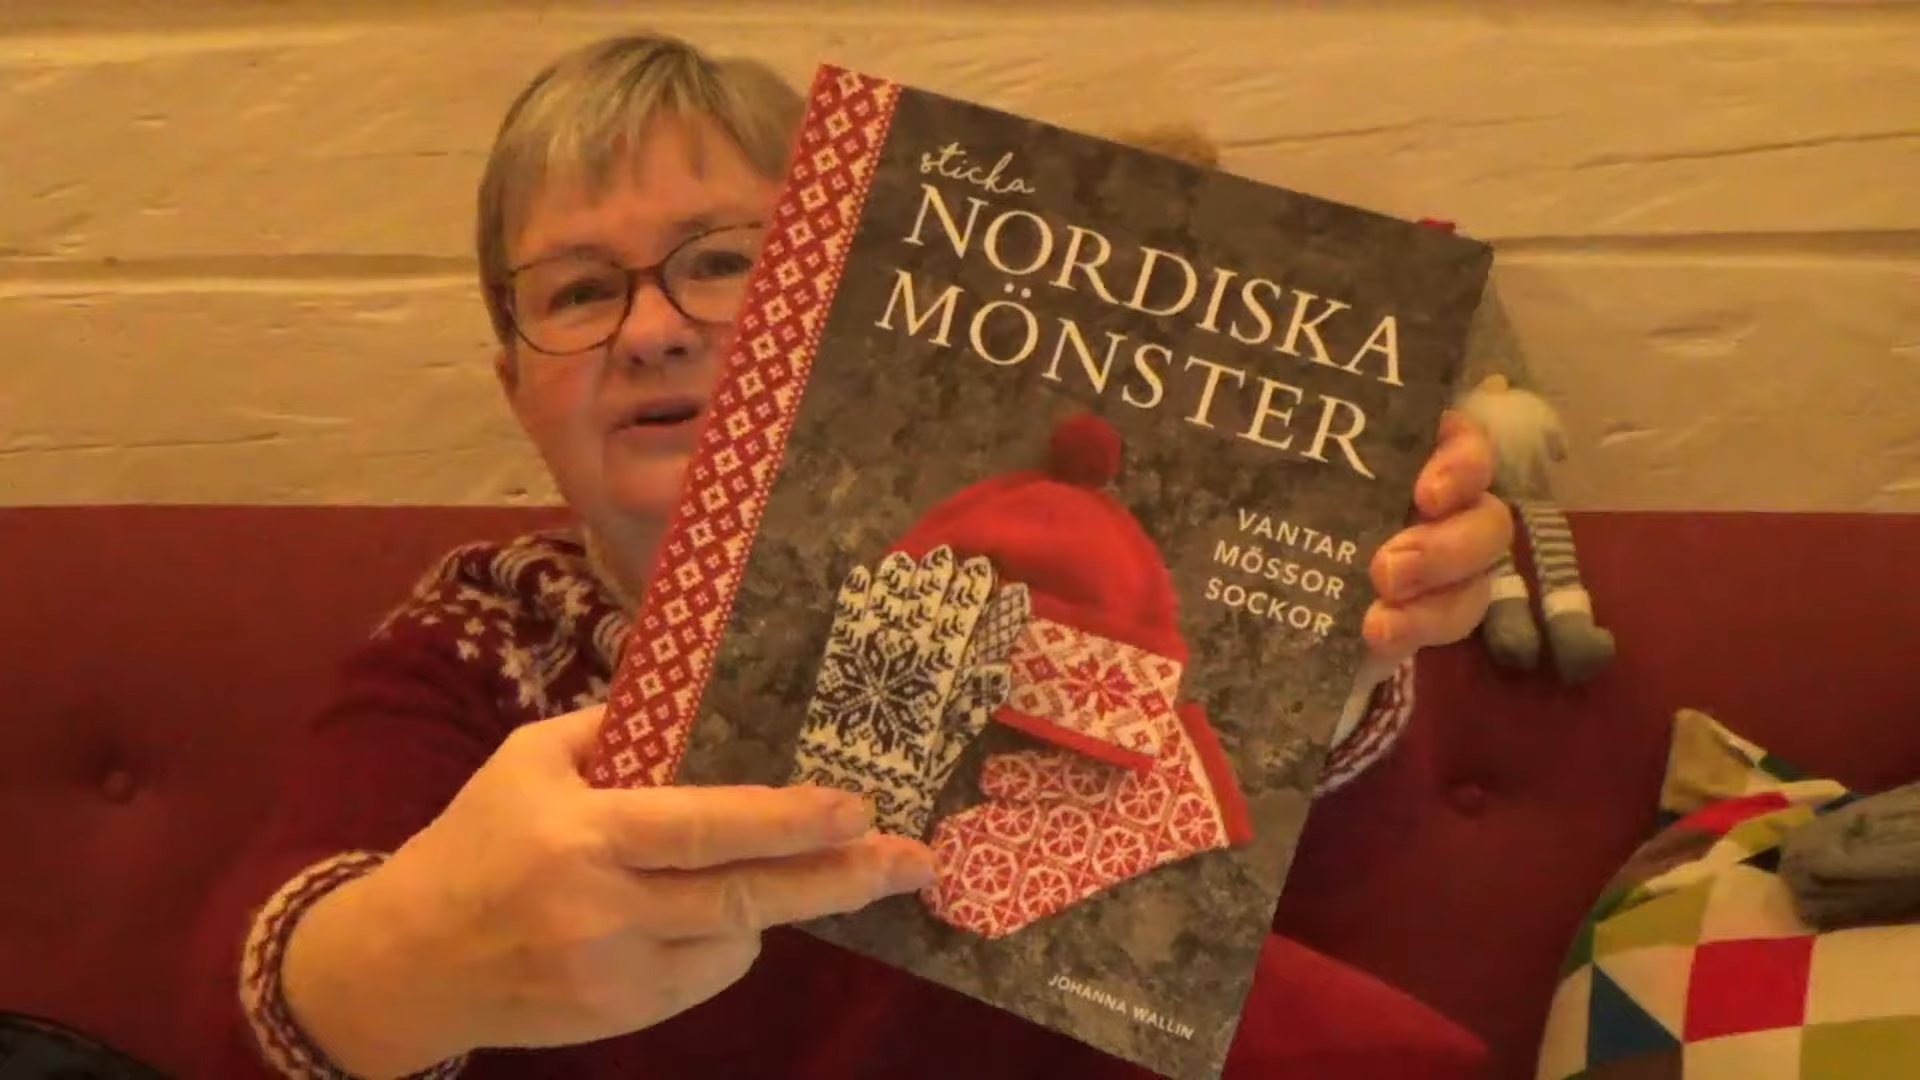 sticka
NORDISKA
MÖNSTER
VANTAR
MÖSSOR
SOCKOR
JOHANNA WALLIN